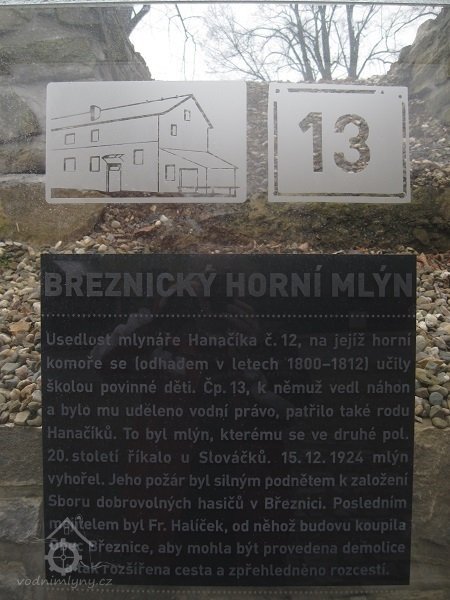 13
BŘEZNICKÝ HORNÍ MLÝN
Usedlost mlynáře Hanačíka č. 12, na jejíž horní
komoře se (odhadem v letech 1800–1812) učily
školou povinné děti. Čp. 13, k němuž vedl náhon
a bylo mu uděleno vodní právo, patřilo také rodu
Hanačíků. To byl mlýn, kterému se ve druhé pol.
20. století říkalo u Slováčků. 15. 12. 1924 mlýn
vyhořel. Jeho požár byl silným podnětem k založení
Sboru dobrovolných hasičů v Březnici. Posledním
majitelem byl Fr. Halíček, od něhož budovu koupila
obec Březnice, aby mohla být provedena demolice
a tak rozšířena cesta a zpřehledněno rozcestí.
vodnimlyny.cz